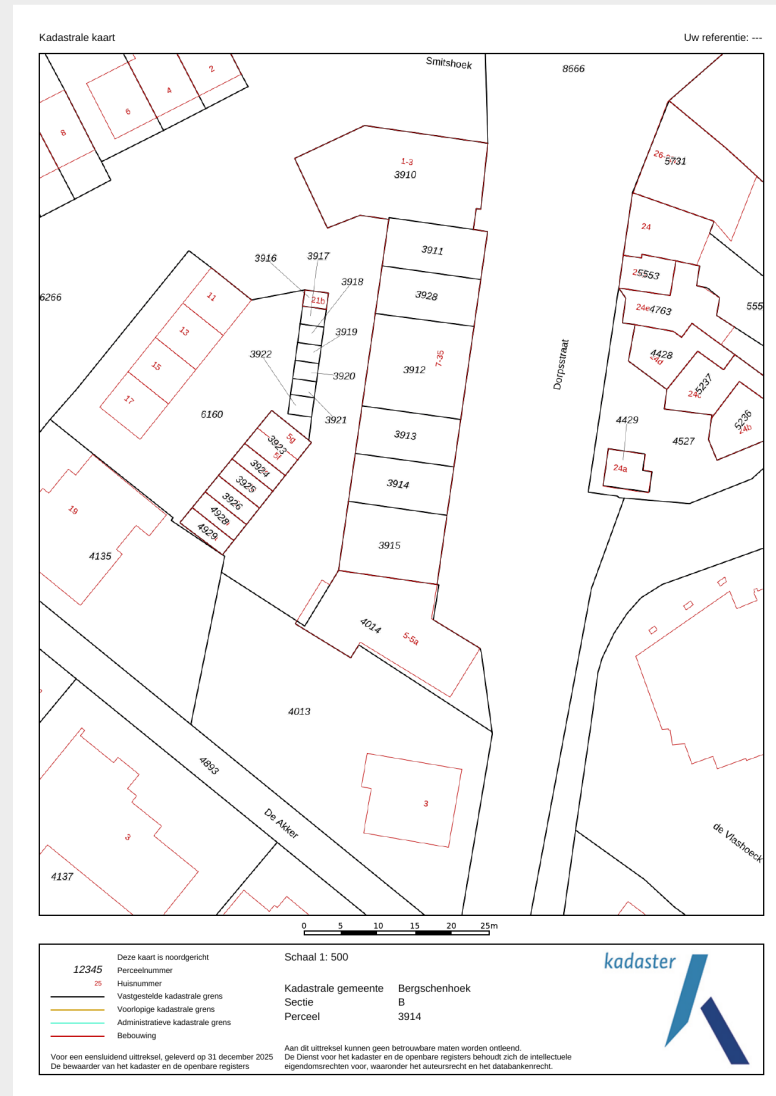 Kadastrale kaart
Uw referentie: ---
Smitshoek
8666
2
4
6
8
1-3
3910
26-
5731
24
3911
3916
3917
3918
3928
21b
11
6266
5553
555
24e
4763
3919
13
3922
3912
7-35
Dorpsstraat
4428
24d
15
3920
5237
24c
17
6160
3921
4429
5236
24b
3913
5g
3923
5f
4527
24a
3924
3914
3925
3926
19
4928
4929
4135
3915
4014
5-5a
4013
4893
De Akker
3
3
de Vlashoeck
4137
0 5 10 15 20 25m
Deze kaart is noordgericht
12345 Perceelnummer
25 Huisnummer
Vastgestelde kadastrale grens
Voorlopige kadastrale grens
Administratieve kadastrale grens
Bebouwing
Voor een eensluidend uittreksel, geleverd op 31 december 2025
De bewaarder van het kadaster en de openbare registers
Schaal 1: 500
Kadastrale gemeente Bergschenhoek
Sectie B
Perceel 3914
Aan dit uittreksel kunnen geen betrouwbare maten worden ontleend.
De Dienst voor het kadaster en de openbare registers behoudt zich de intellectuele
eigendomsrechten voor, waaronder het auteursrecht en het databankenrecht.
kadaster